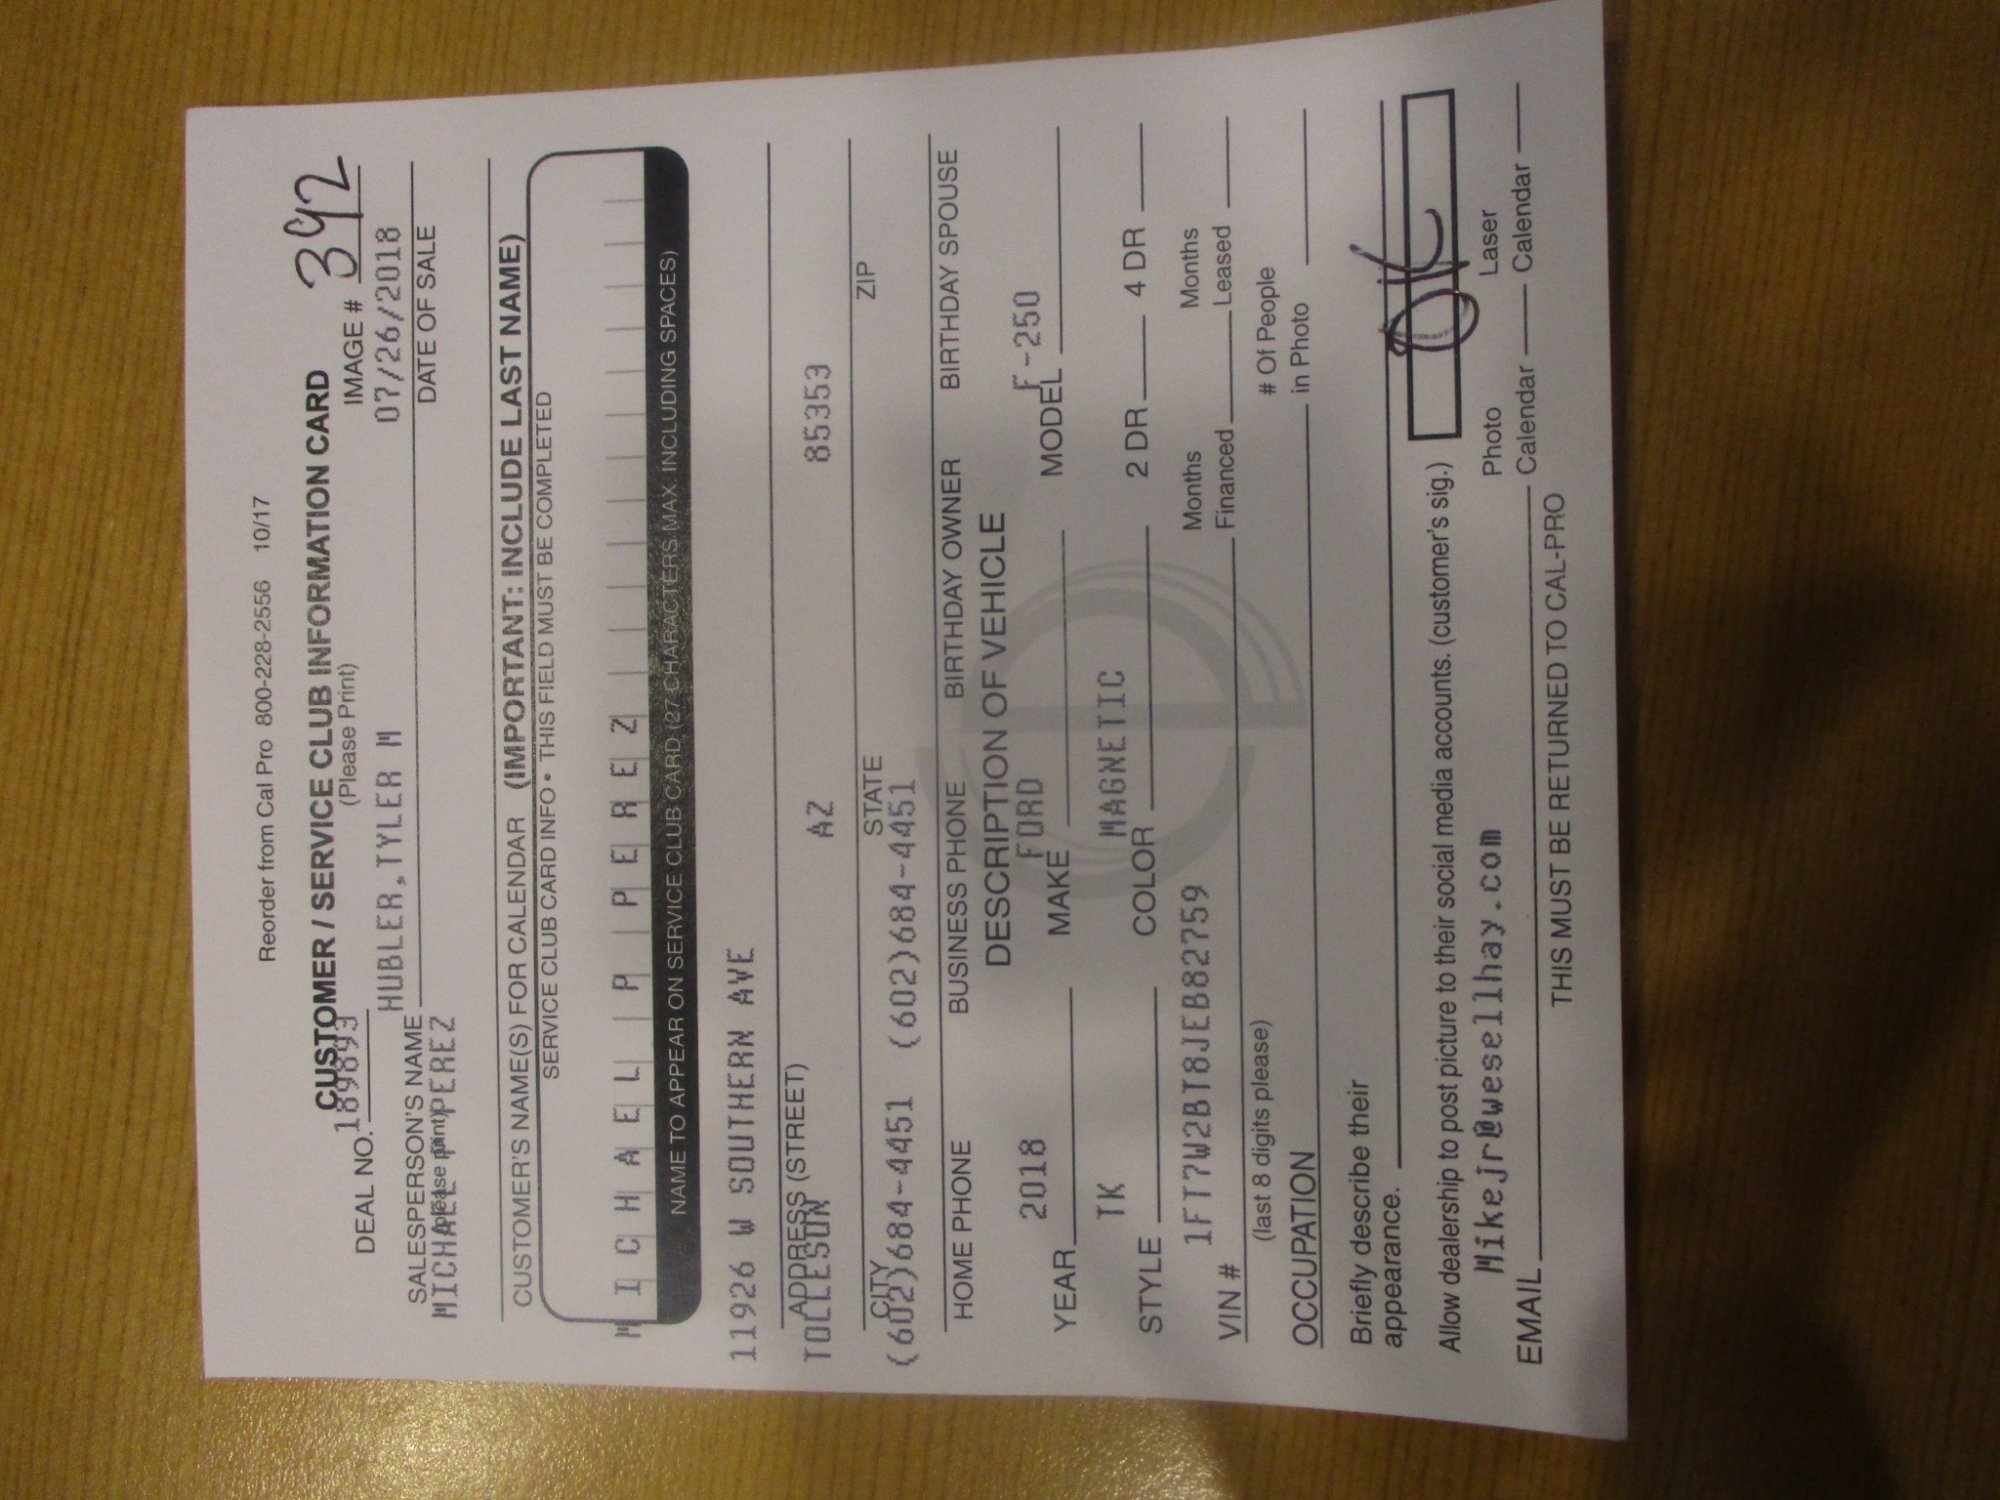 Reorder from Cal Pro 800-228-2556 10/17
CUSTOMER / SERVICE CLUB INFORMATION CARD
(Please Print)
DEAL NO. 189893 IMAGE # 392
HUBLER,TYLER M 07/26/2018
SALESPERSON'S NAME DATE OF SALE
(please print)
MICHAEL P PEREZ
CUSTOMER'S NAME(S) FOR CALENDAR (IMPORTANT: INCLUDE LAST NAME)
SERVICE CLUB CARD INFO • THIS FIELD MUST BE COMPLETED
MICHAEL P PEREZ
NAME TO APPEAR ON SERVICE CLUB CARD (27 CHARACTERS MAX. INCLUDING SPACES)
11926 W SOUTHERN AVE
ADDRESS (STREET)
TOLLESON AZ 85353
CITY STATE ZIP
(602)684-4451 (602)684-4451
HOME PHONE BUSINESS PHONE BIRTHDAY OWNER BIRTHDAY SPOUSE
DESCRIPTION OF VEHICLE
2018 FORD F-250
YEAR MAKE MODEL
TK MAGNETIC
STYLE COLOR 2 DR 4 DR
1FT7W2BT8JEB82759
VIN # Months Financed Months Leased
(last 8 digits please)
OCCUPATION # Of People in Photo
Briefly describe their
appearance.
Allow dealership to post picture to their social media accounts. (customer's sig.)
Mikejr@wesellhay.com
EMAIL Photo Calendar Laser Calendar
THIS MUST BE RETURNED TO CAL-PRO